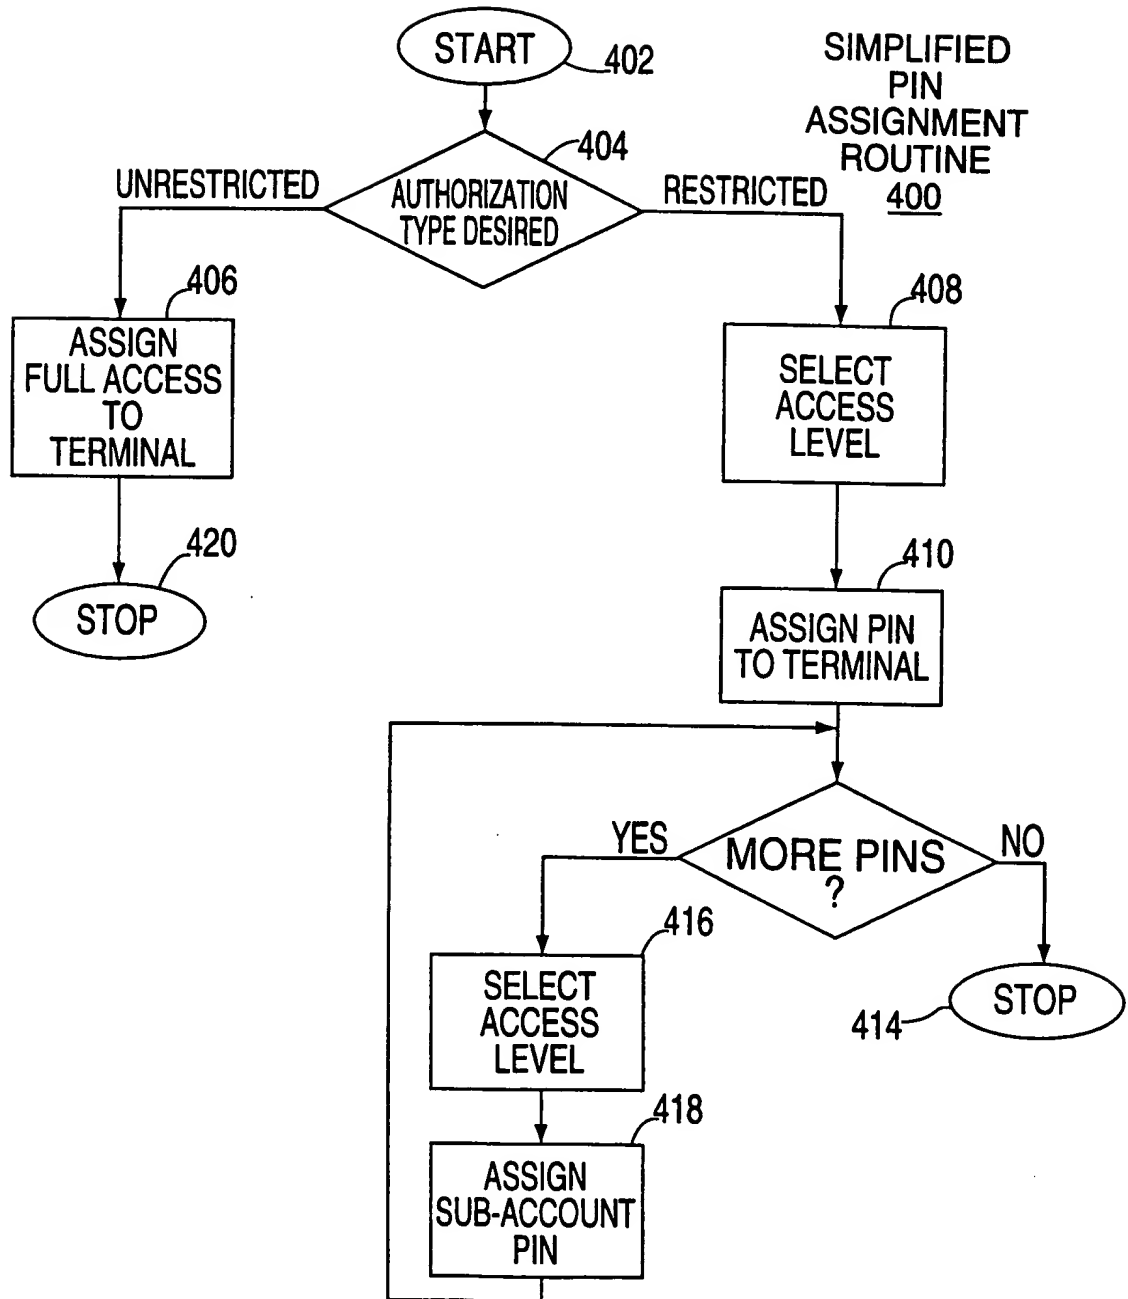 START
402
SIMPLIFIED
PIN
ASSIGNMENT
ROUTINE
400
404
UNRESTRICTED
AUTHORIZATION
TYPE DESIRED
RESTRICTED
406
ASSIGN
FULL ACCESS
TO
TERMINAL
408
SELECT
ACCESS
LEVEL
420
STOP
410
ASSIGN PIN
TO TERMINAL
YES
MORE PINS
?
NO
416
SELECT
ACCESS
LEVEL
STOP
414
418
ASSIGN
SUB-ACCOUNT
PIN